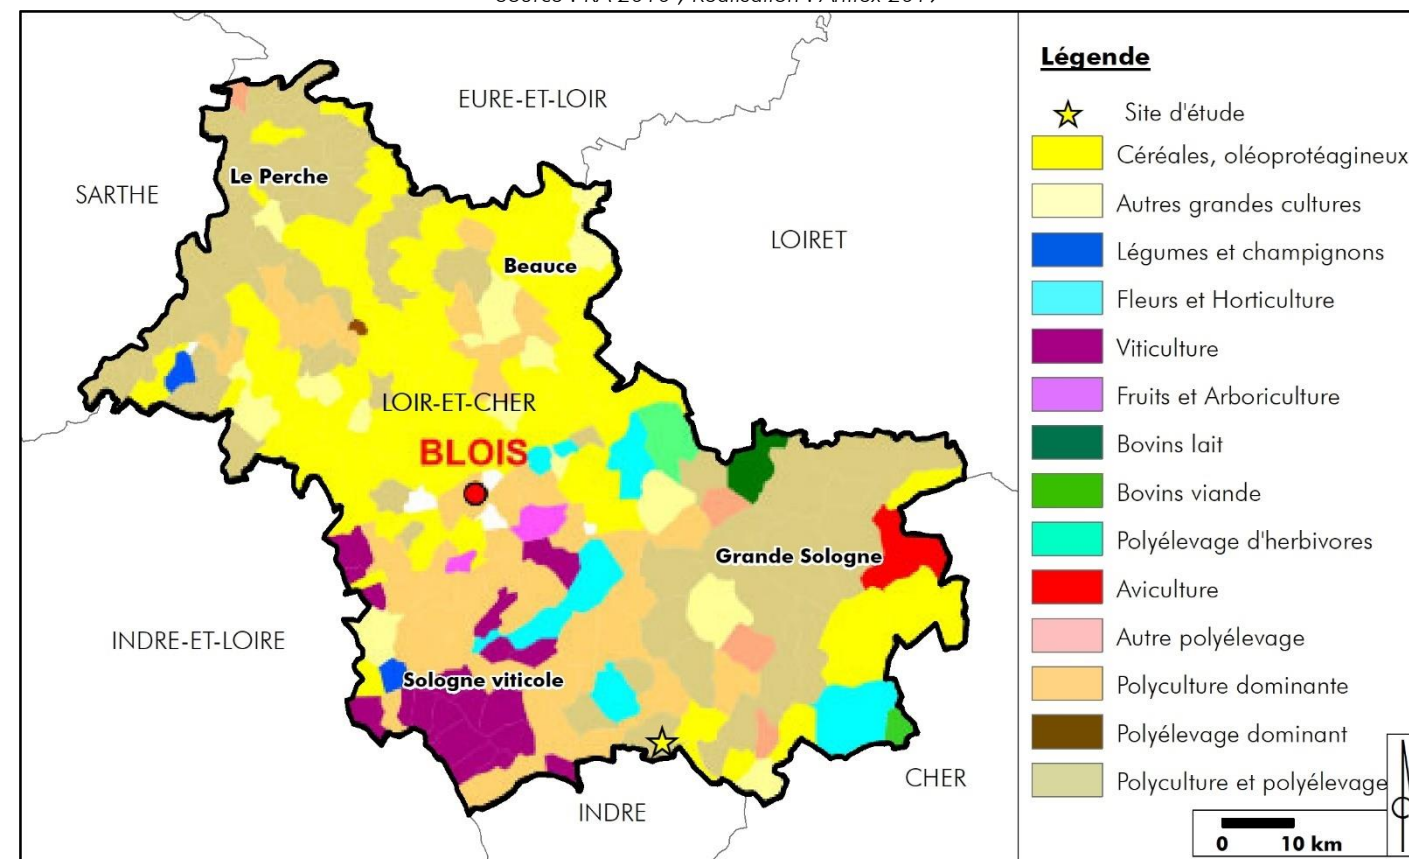 EURE-ET-LOIR
SARTHE
Le Perche
LOIRET
Beauce
LOIR-ET-CHER
BLOIS
Grande Sologne
INDRE-ET-LOIRE
Sologne viticole
CHER
INDRE
Légende
Site d'étude
Céréales, oléoprotéagineux
Autres grandes cultures
Légumes et champignons
Fleurs et Horticulture
Viticulture
Fruits et Arboriculture
Bovins lait
Bovins viande
Polyélevage d'herbivores
Aviculture
Autre polyélevage
Polyculture dominante
Polyélevage dominant
Polyculture et polyélevage
0 10 km